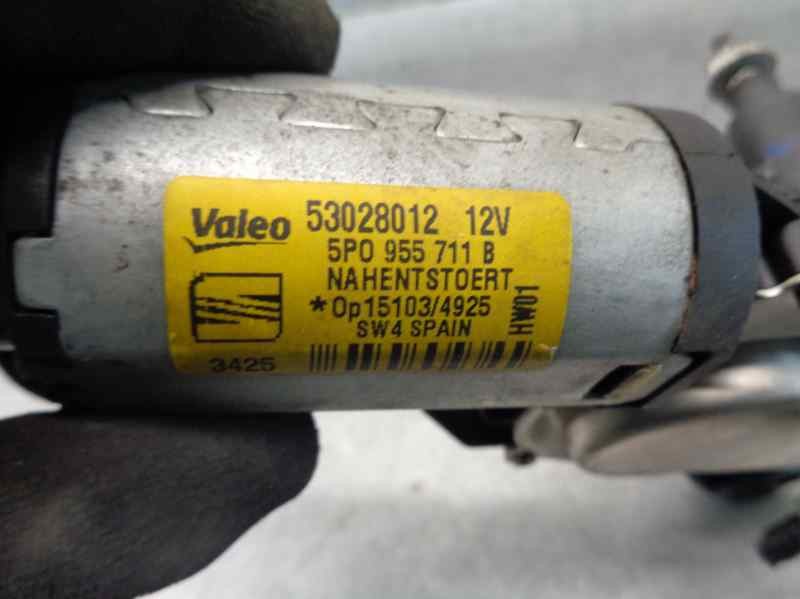 Valeo 53028012 12V
5P0 955 711 B
NAHENTSTOERT
*Op15103/4925
SW4 SPAIN
HW01
3425